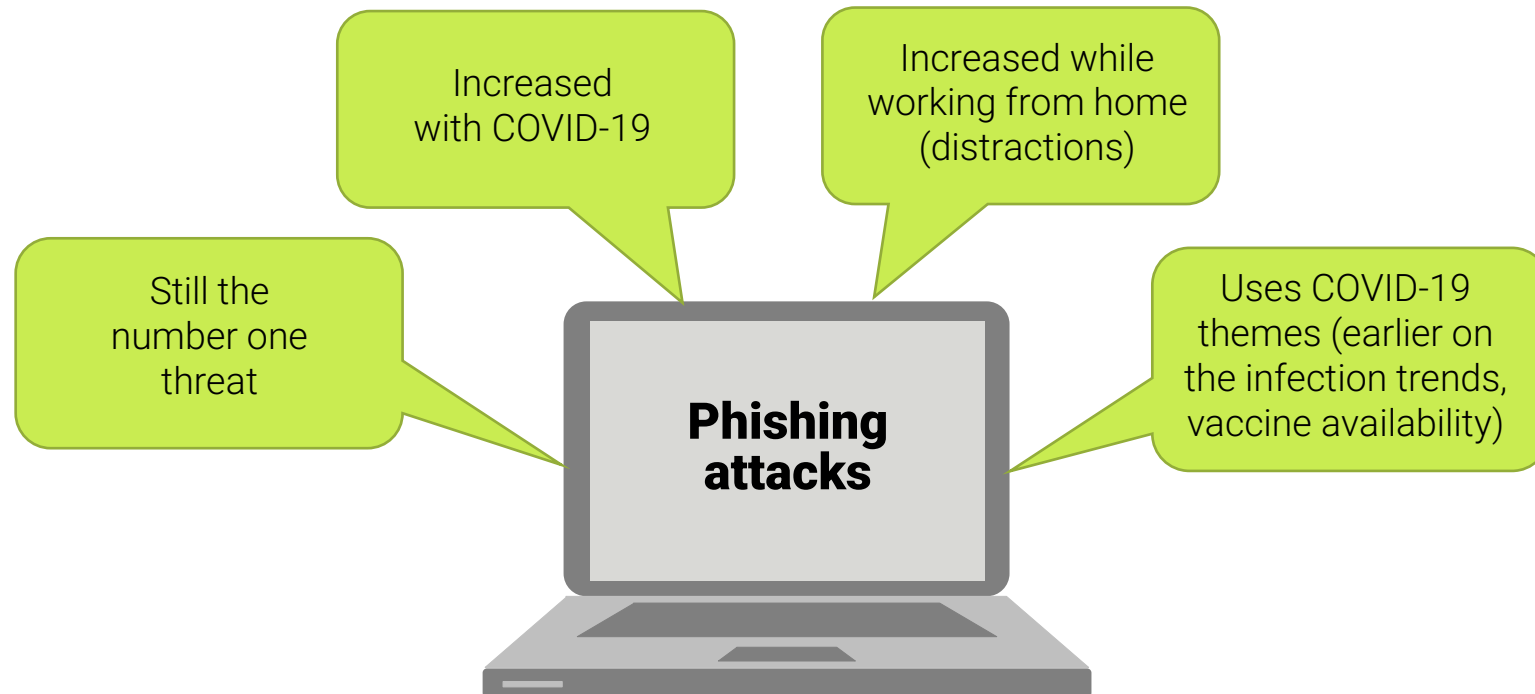 Increased
with COVID-19
Increased while
working from home
(distractions)
Still the
number one
threat
Uses COVID-19
themes (earlier on
the infection trends,
vaccine availability)
Phishing
attacks